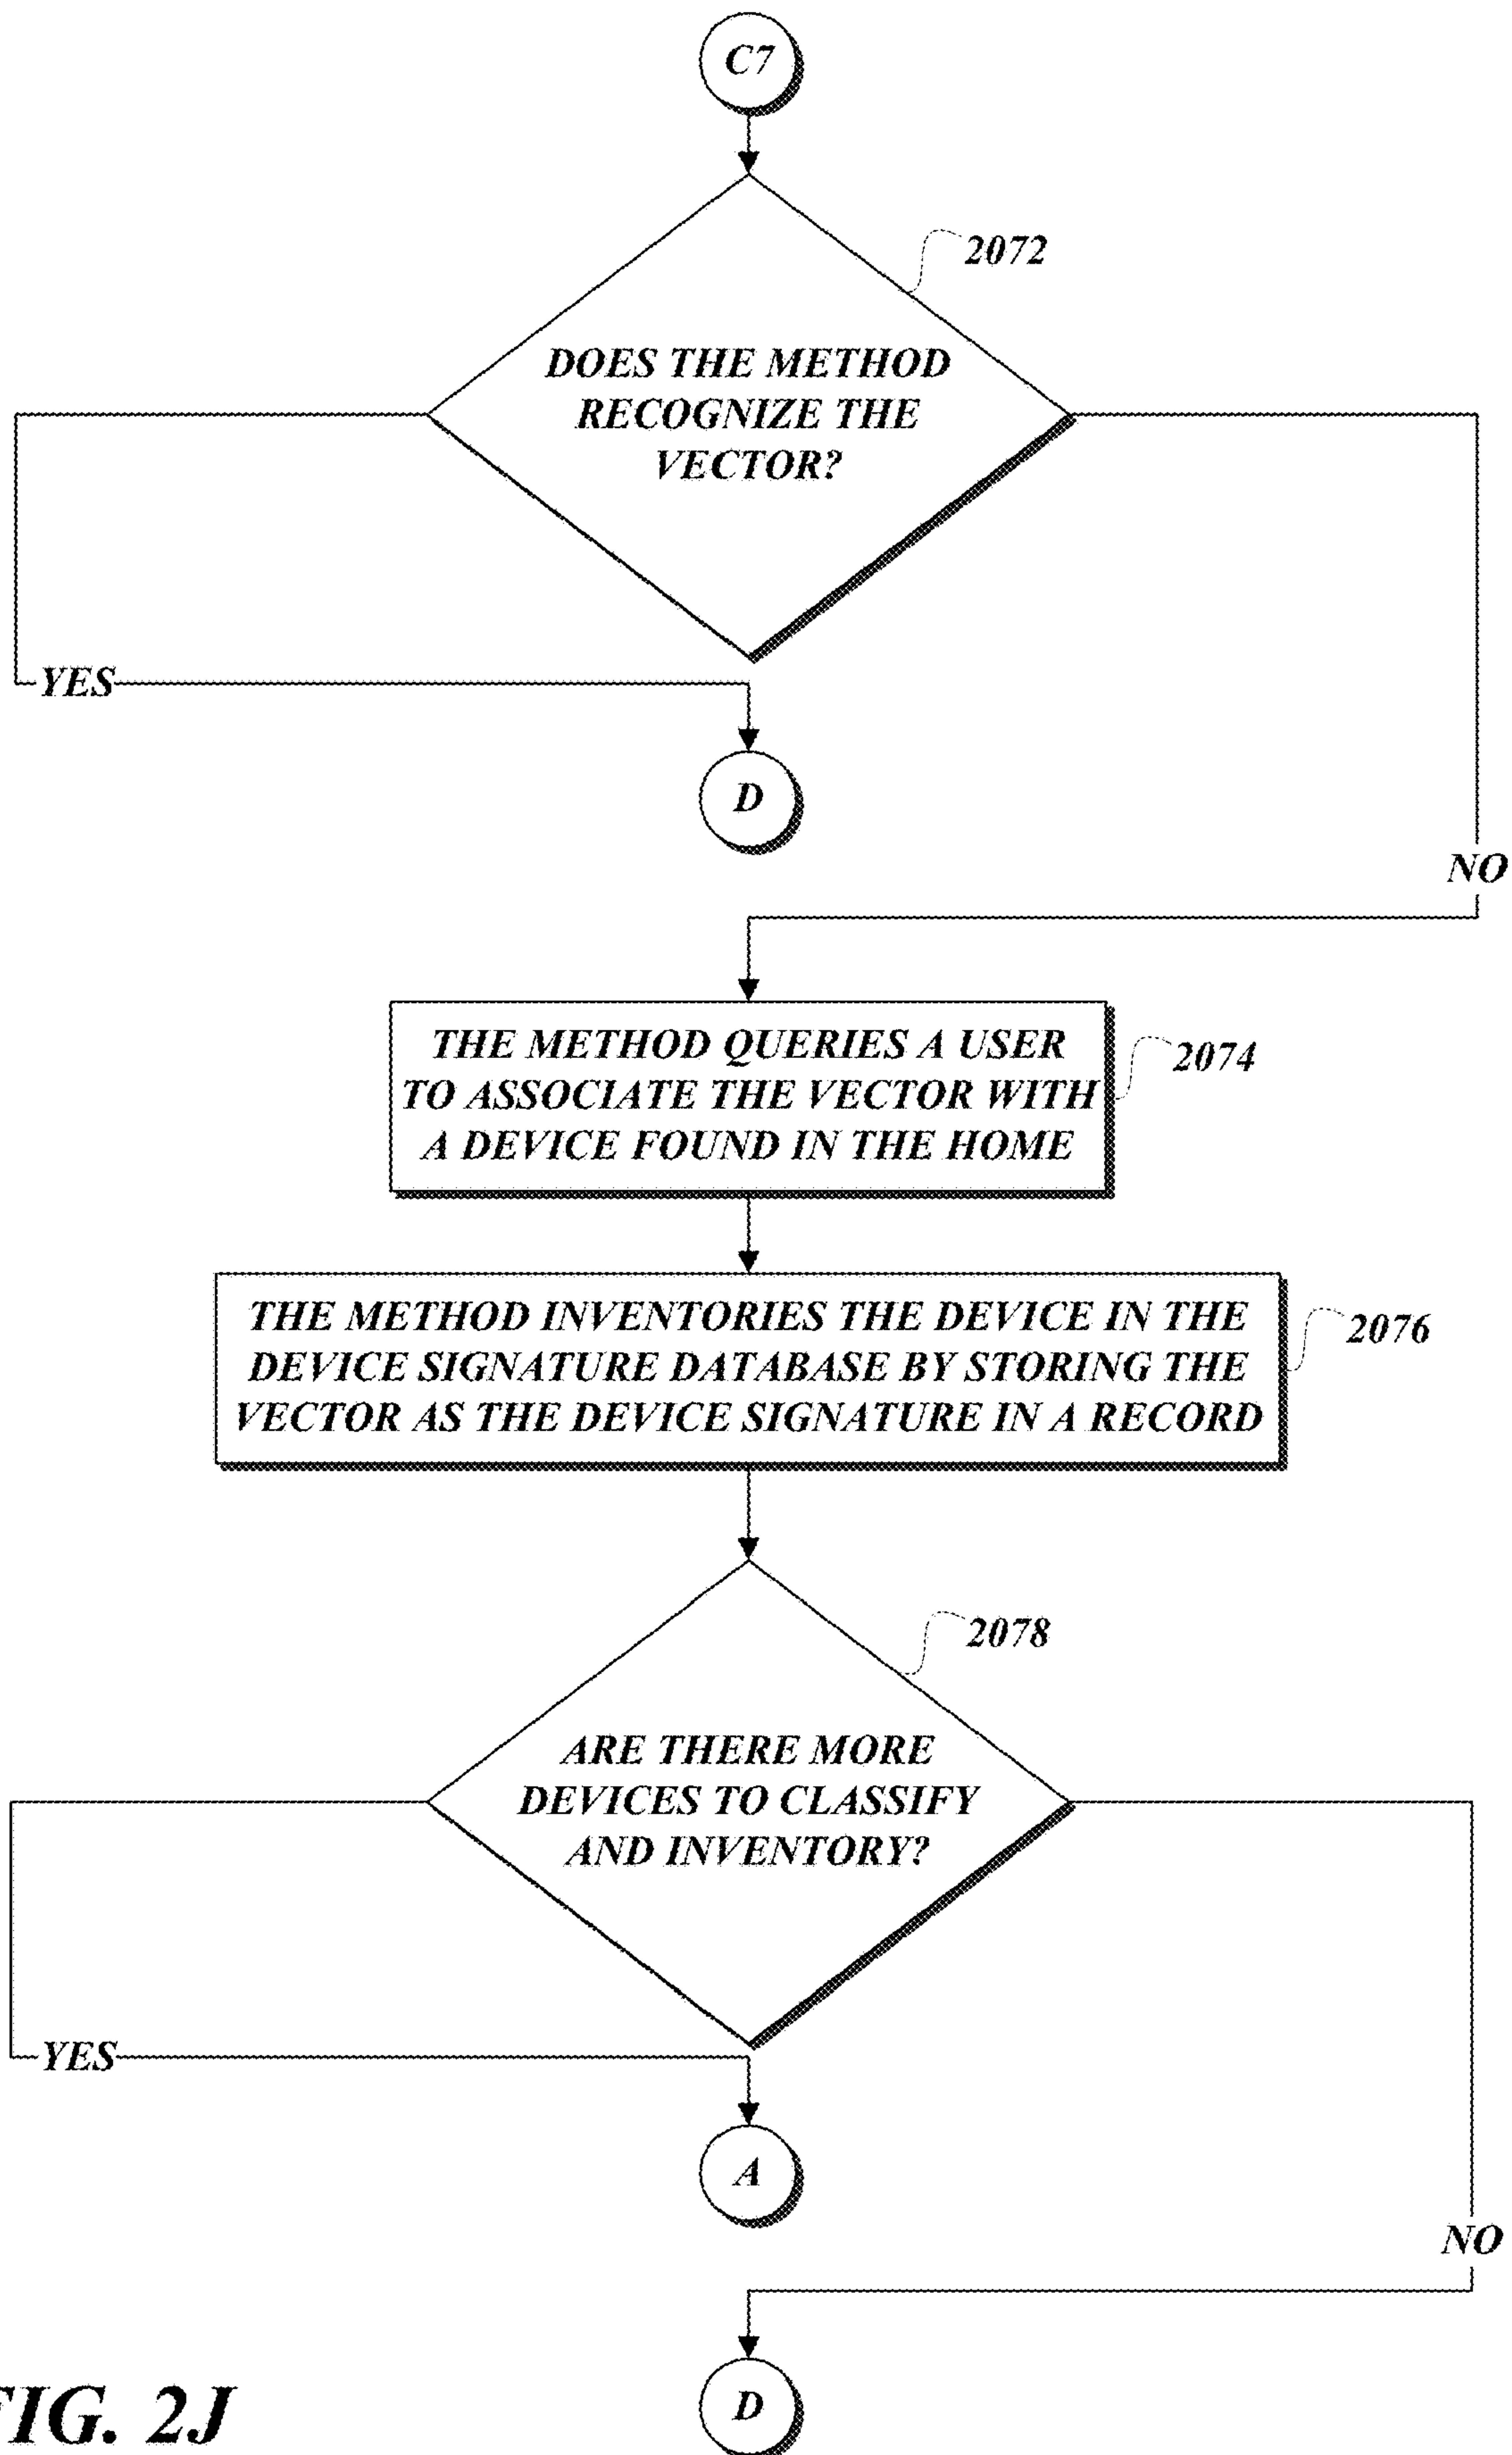 C7
2072
DOES THE METHOD
RECOGNIZE THE
VECTOR?
YES
D
NO
THE METHOD QUERIES A USER
TO ASSOCIATE THE VECTOR WITH
A DEVICE FOUND IN THE HOME
2074
THE METHOD INVENTORIES THE DEVICE IN THE
DEVICE SIGNATURE DATABASE BY STORING THE
VECTOR AS THE DEVICE SIGNATURE IN A RECORD
2076
2078
ARE THERE MORE
DEVICES TO CLASSIFY
AND INVENTORY?
YES
A
NO
D
FIG. 2J